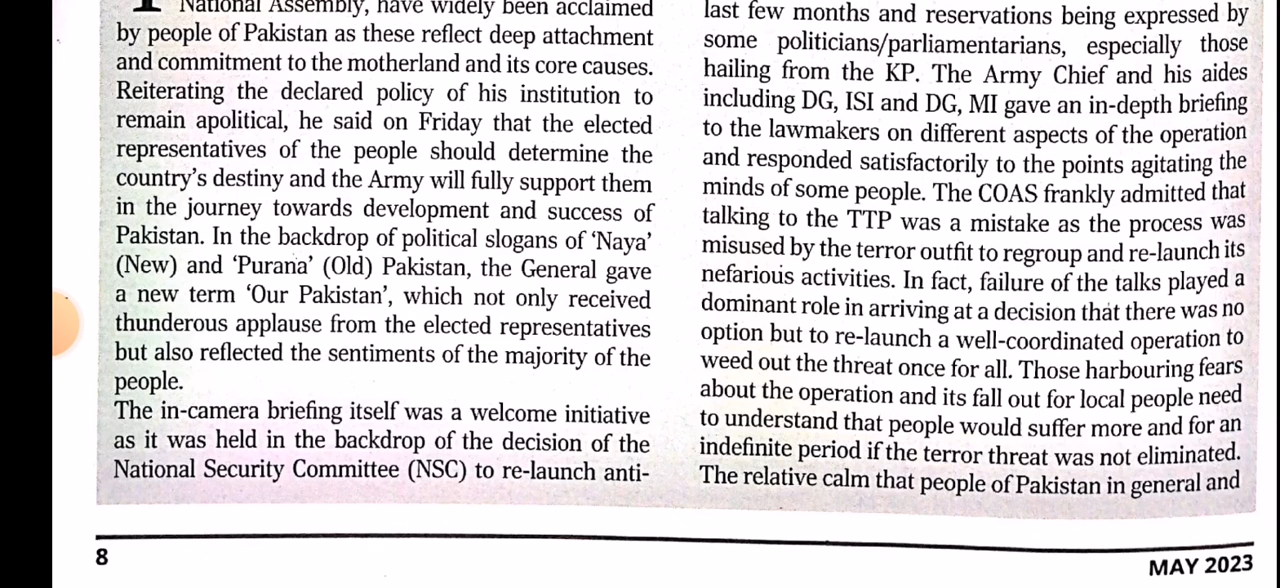 National Assembly, have widely been acclaimed
by people of Pakistan as these reflect deep attachment
and commitment to the motherland and its core causes.
Reiterating the declared policy of his institution to
remain apolitical, he said on Friday that the elected
representatives of the people should determine the
country's destiny and the Army will fully support them
in the journey towards development and success of
Pakistan. In the backdrop of political slogans of 'Naya'
(New) and 'Purana' (Old) Pakistan, the General gave
a new term 'Our Pakistan', which not only received
thunderous applause from the elected representatives
but also reflected the sentiments of the majority of the
people.
The in-camera briefing itself was a welcome initiative
as it was held in the backdrop of the decision of the
National Security Committee (NSC) to re-launch anti-
last few months and reservations being expressed by
some politicians/parliamentarians, especially those
hailing from the KP. The Army Chief and his aides
including DG, ISI and DG, MI gave an in-depth briefing
to the lawmakers on different aspects of the operation
and responded satisfactorily to the points agitating the
minds of some people. The COAS frankly admitted that
talking to the TTP was a mistake as the process was
misused by the terror outfit to regroup and re-launch its
nefarious activities. In fact, failure of the talks played a
dominant role in arriving at a decision that there was no
option but to re-launch a well-coordinated operation to
weed out the threat once for all. Those harbouring fears
about the operation and its fall out for local people need
to understand that people would suffer more and for an
indefinite period if the terror threat was not eliminated.
The relative calm that people of Pakistan in general and
8
MAY 2023